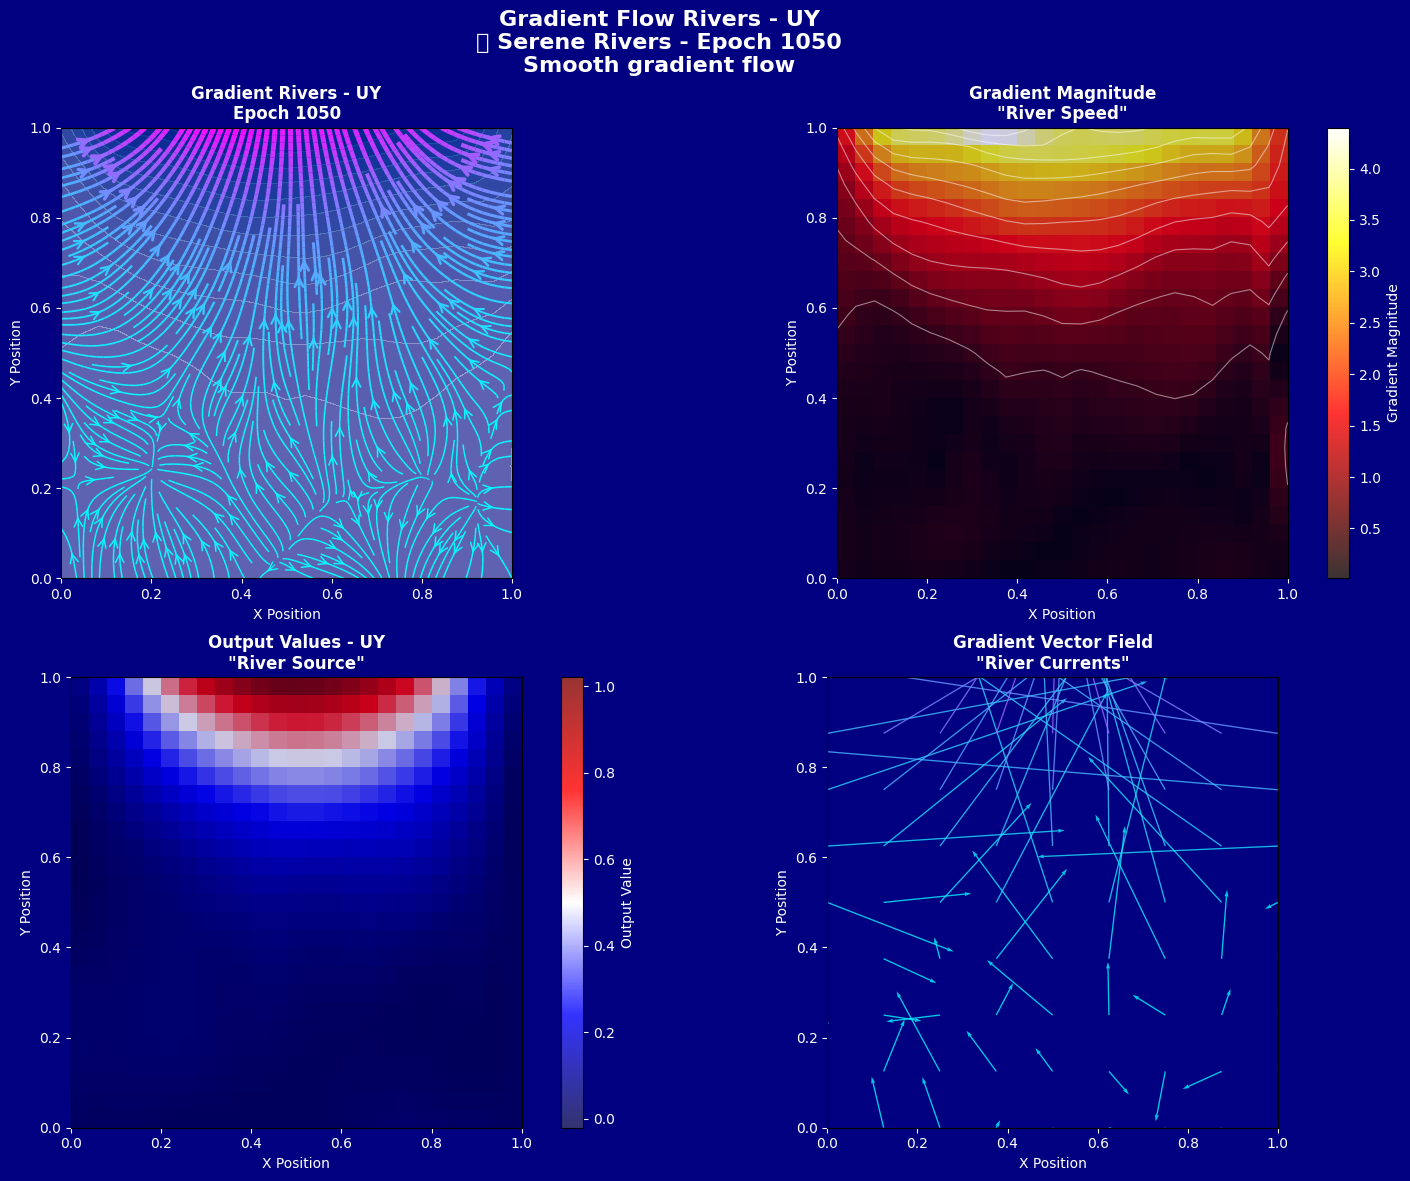 Gradient Flow Rivers - UY
▯ Serene Rivers - Epoch 1050
Smooth gradient flow
Gradient Rivers - UY
Epoch 1050
1.0
0.8
0.6
0.4
0.2
0.0
Y Position
0.0 0.2 0.4 0.6 0.8 1.0
X Position
Gradient Magnitude
"River Speed"
1.0
0.8
0.6
0.4
0.2
0.0
Y Position
0.0 0.2 0.4 0.6 0.8 1.0
X Position
4.0
3.5
3.0
2.5
2.0
1.5
1.0
0.5
Gradient Magnitude
Output Values - UY
"River Source"
1.0
0.8
0.6
0.4
0.2
0.0
Y Position
0.0 0.2 0.4 0.6 0.8 1.0
X Position
1.0
0.8
0.6
0.4
0.2
0.0
Output Value
Gradient Vector Field
"River Currents"
1.0
0.8
0.6
0.4
0.2
0.0
Y Position
0.0 0.2 0.4 0.6 0.8 1.0
X Position